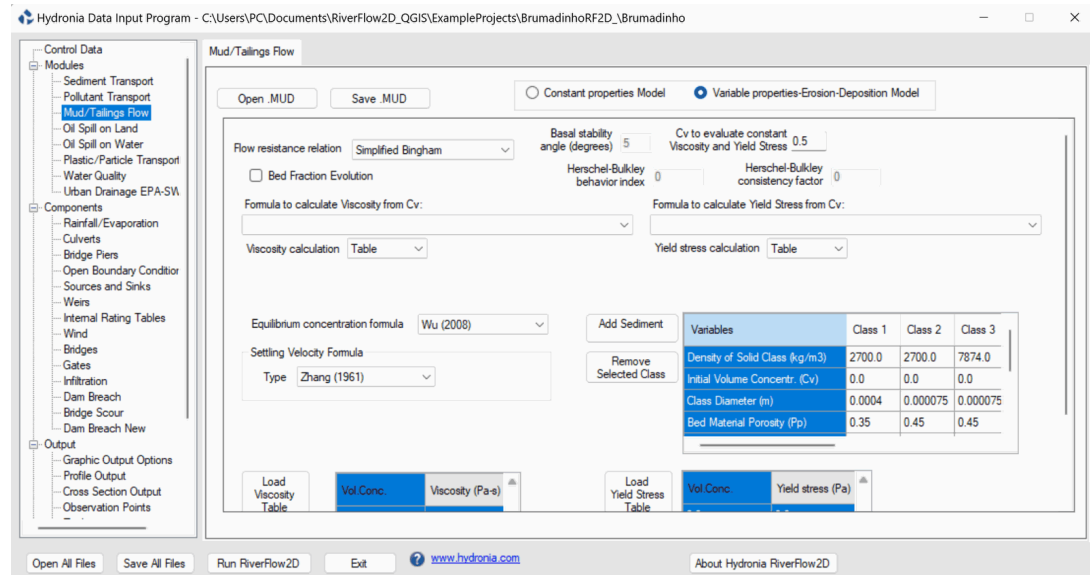 Hydronia Data Input Program - C:\Users\PC\Documents\RiverFlow2D_QGIS\ExampleProjects\BrumadinhoRF2D_\Brumadinho
Control Data
Modules
Sediment Transport
Pollutant Transport
Mud/Tailings Flow
Oil Spill on Land
Oil Spill on Water
Plastic/Particle Transport
Water Quality
Urban Drainage EPA-SW
Components
Rainfall/Evaporation
Culverts
Bridge Piers
Open Boundary Condition
Sources and Sinks
Weirs
Internal Rating Tables
Wind
Bridges
Gates
Infiltration
Dam Breach
Bridge Scour
Dam Breach New
Output
Graphic Output Options
Profile Output
Cross Section Output
Observation Points
Mud/Tailings Flow
Open .MUD Save .MUD Constant properties Model Variable properties-Erosion-Deposition Model
Flow resistance relation Simplified Bingham
Basal stability
angle (degrees) 5
Cv to evaluate constant
Viscosity and Yield Stress 0.5
Bed Fraction Evolution
Herschel-Bulkley
behavior index 0
Herschel-Bulkley
consistency factor 0
Formula to calculate Viscosity from Cv: Formula to calculate Yield Stress from Cv:
Viscosity calculation Table Yield stress calculation Table
Equilibrium concentration formula Wu (2008)
Settling Velocity Formula
Type Zhang (1961)
Add Sediment
Remove
Selected Class
Variables Class 1 Class 2 Class 3
Density of Solid Class (kg/m3) 2700.0 2700.0 7874.0
Initial Volume Concentr. (Cv) 0.0 0.0 0.0
Class Diameter (m) 0.0004 0.000075 0.000075
Bed Material Porosity (Pp) 0.35 0.45 0.45
Load
Viscosity
Table
Vol.Conc. Viscosity (Pa-s)
Load
Yield Stress
Table
Vol.Conc. Yield stress (Pa)
Open All Files Save All Files Run RiverFlow2D Exit ? www.hydronia.com About Hydronia RiverFlow2D